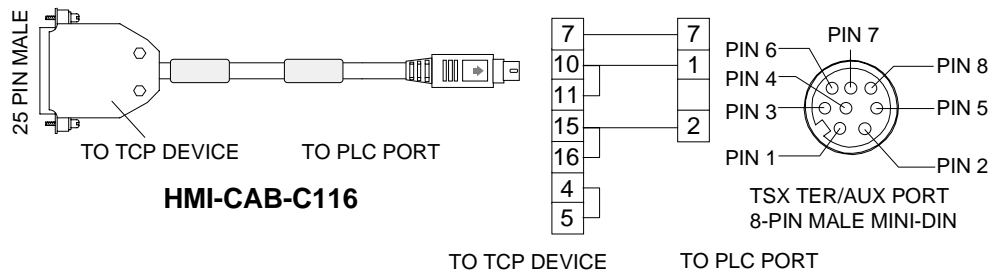 25 PIN MALE
TO TCP DEVICE
TO PLC PORT
HMI-CAB-C116
7
10
11
15
16
4
5
7
1
2
TO TCP DEVICE
TO PLC PORT
PIN 7
PIN 6
PIN 8
PIN 4
PIN 3
PIN 5
PIN 1
PIN 2
TSX TER/AUX PORT
8-PIN MALE MINI-DIN